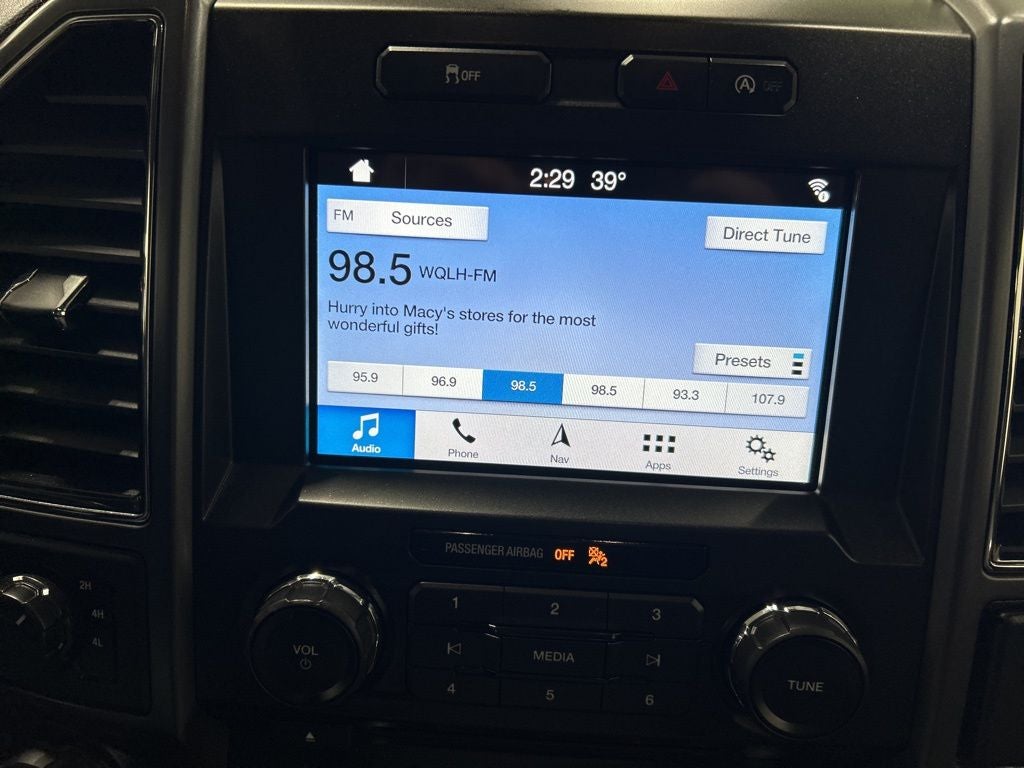 OFF
A OFF
2:29 39°
FM Sources
Direct Tune
98.5 WQLH-FM
Hurry into Macy's stores for the most
wonderful gifts!
Presets
95.9 96.9 98.5 98.5 93.3 107.9
Audio Phone Nav Apps Settings
PASSENGER AIRBAG OFF 2
2H
4H
4L
1 2 3
VOL
MEDIA
TUNE
4 5 6